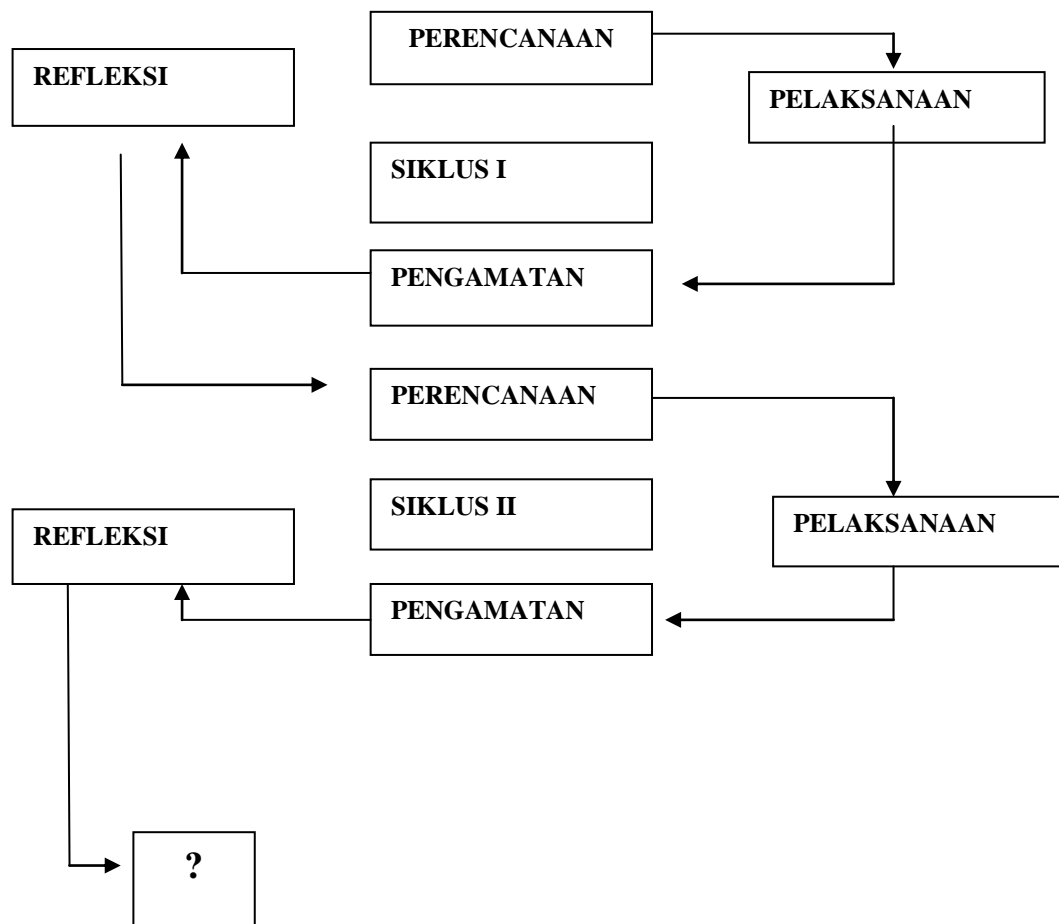 PERENCANAAN
REFLEKSI
PELAKSANAAN
SIKLUS I
PENGAMATAN
PERENCANAAN
SIKLUS II
REFLEKSI
PELAKSANAAN
PENGAMATAN
?